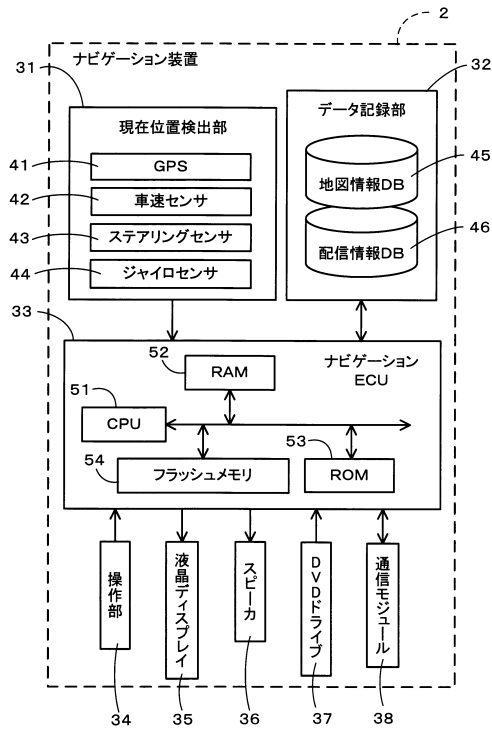 2
ナビゲーション装置
31
32
現在位置検出部
データ記録部
41
GPS
42
車速センサ
43
ステアリングセンサ
44
ジャイロセンサ
地図情報DB
45
配信情報DB
46
33
ナビゲーション
ECU
52
RAM
51
CPU
54
フラッシュメモリ
53
ROM
操作部
液晶ディスプレイ
スピーカ
DVDドライブ
通信モジュール
34
35
36
37
38